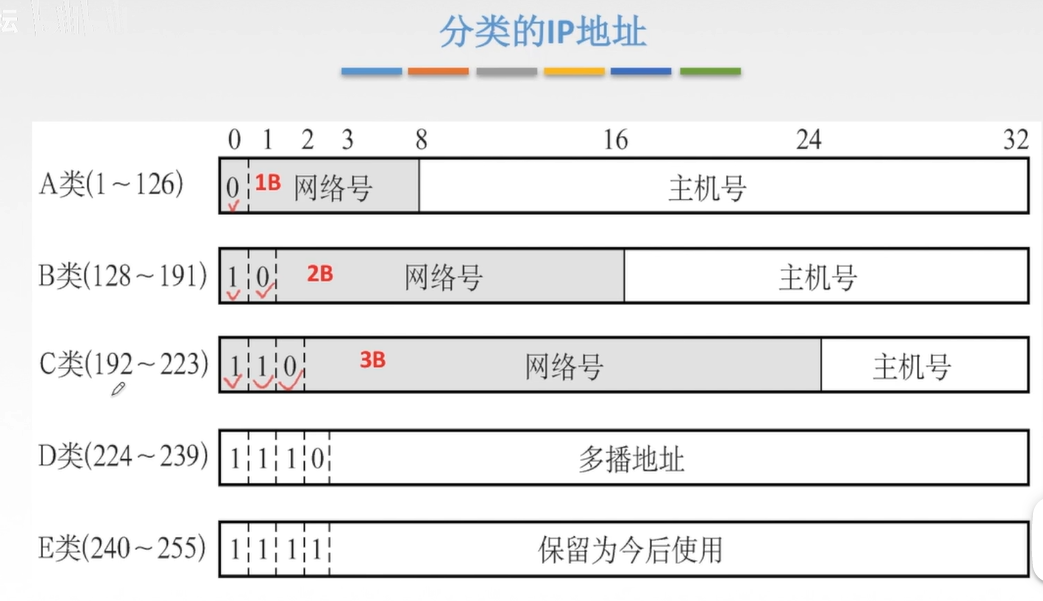 坛
分类的IP地址
0 1 2 3 8 16 24 32
A类(1～126) 0 1B 网络号 主机号
B类(128～191) 1 0 2B 网络号 主机号
C类(192～223) 1 1 0 3B 网络号 主机号
D类(224～239) 1 1 1 0 多播地址
E类(240～255) 1 1 1 1 保留为今后使用